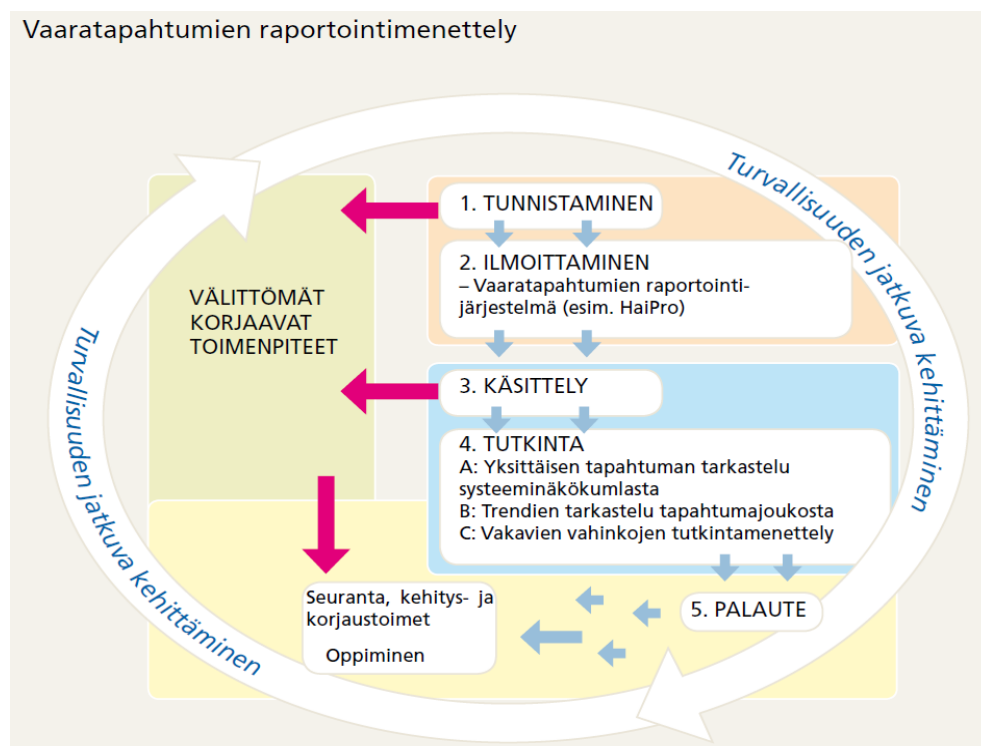 Vaaratapahtumien raportointimenettely
Turvallisuuden jatkuva kehittäminen
1. TUNNISTAMINEN
2. ILMOITTAMINEN
– Vaaratapahtumien raportointi-
järjestelmä (esim. HaiPro)
VÄLITTÖMÄT
KORJAAVAT
TOIMENPITEET
3. KÄSITTELY
4. TUTKINTA
A: Yksittäisen tapahtuman tarkastelu
systeeminäkökumlasta
B: Trendien tarkastelu tapahtumajoukosta
C: Vakavien vahinkojen tutkintamenettely
5. PALAUTE
Seuranta, kehitys- ja
korjaustoimet
Oppiminen
Turvallisuuden jatkuva kehittäminen